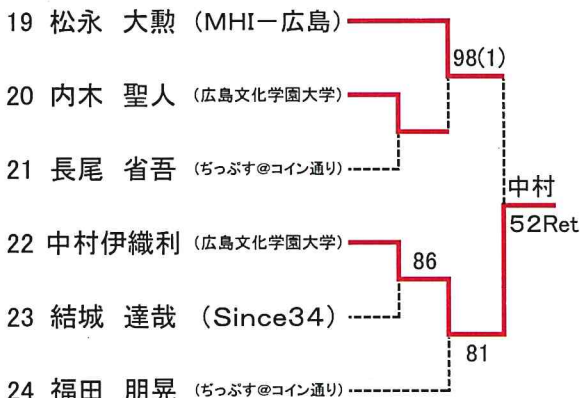 19 松永 大勲 (MHI－広島)
98(1)
20 内木 聖人 (広島文化学園大学)
21 長尾 省吾 (ぢっぷす@コイン通り)
中村
52Ret
22 中村伊織利 (広島文化学園大学)
86
23 結城 達哉 (Since34)
81
24 福田 朋晃 (ぢっぷす@コイン通り)